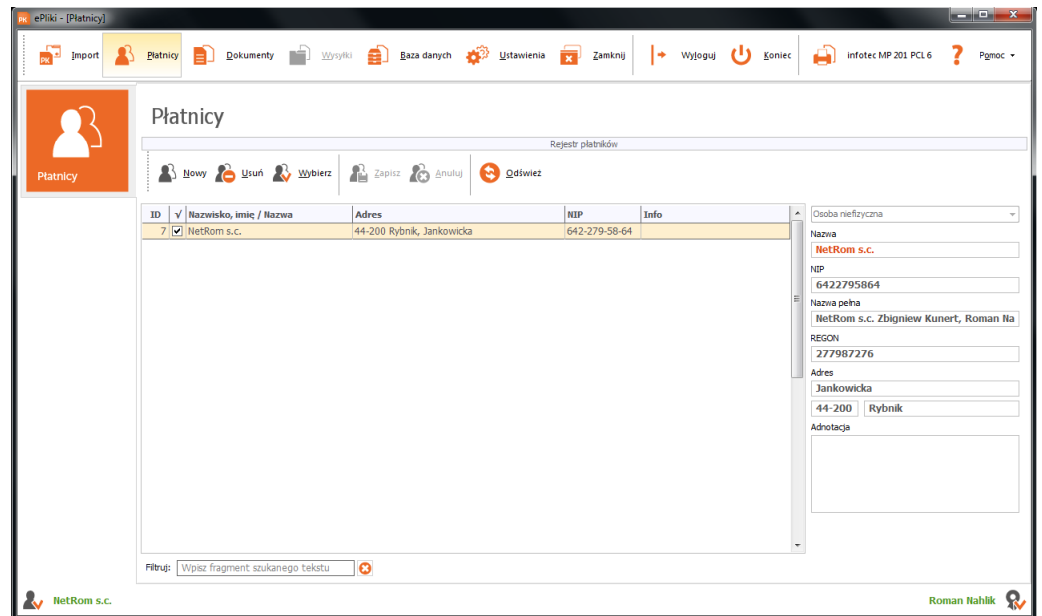 PK ePliki - [Płatnicy]
PK Import Płatnicy Dokumenty Wysyłki Baza danych Ustawienia Zamknij Wyloguj Koniec infotec MP 201 PCL 6 ? Pomoc
Płatnicy
Płatnicy
Rejestr płatników
Nowy Usuń Wybierz Zapisz Anuluj Odśwież
ID √ Nazwisko, imię / Nazwa Adres NIP Info
7 NetRom s.c. 44-200 Rybnik, Jankowicka 642-279-58-64
Osoba niefizyczna
Nazwa
NetRom s.c.
NIP
6422795864
Nazwa pełna
NetRom s.c. Zbigniew Kunert, Roman Na
REGON
277987276
Adres
Jankowicka
44-200 Rybnik
Adnotacja
Filtruj: Wpisz fragment szukanego tekstu
NetRom s.c.
Roman Nahlik